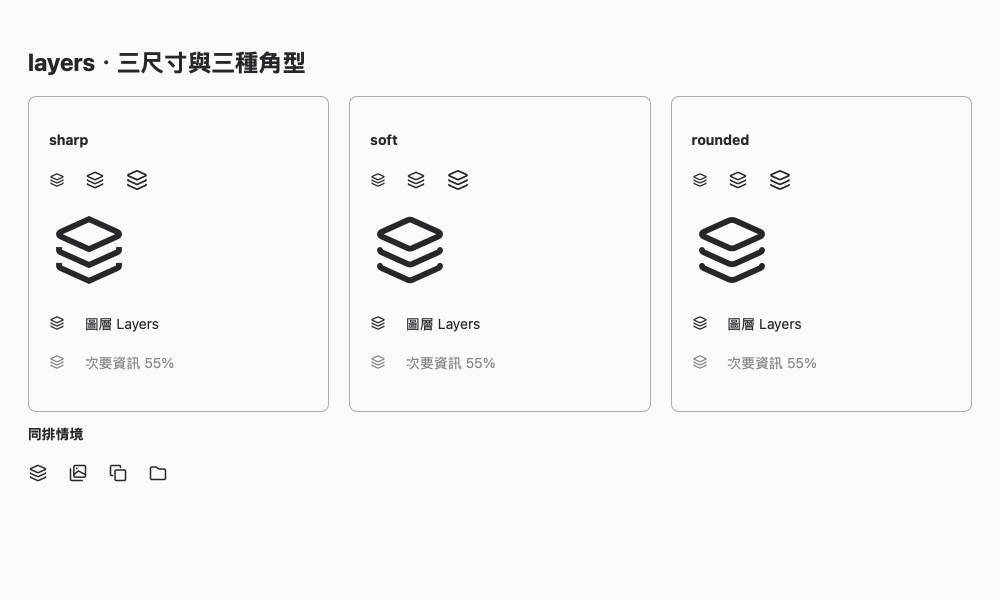 layers · 三尺寸與三種角型
sharp
圖層 Layers
次要資訊 55%
soft
圖層 Layers
次要資訊 55%
rounded
圖層 Layers
次要資訊 55%
同排情境